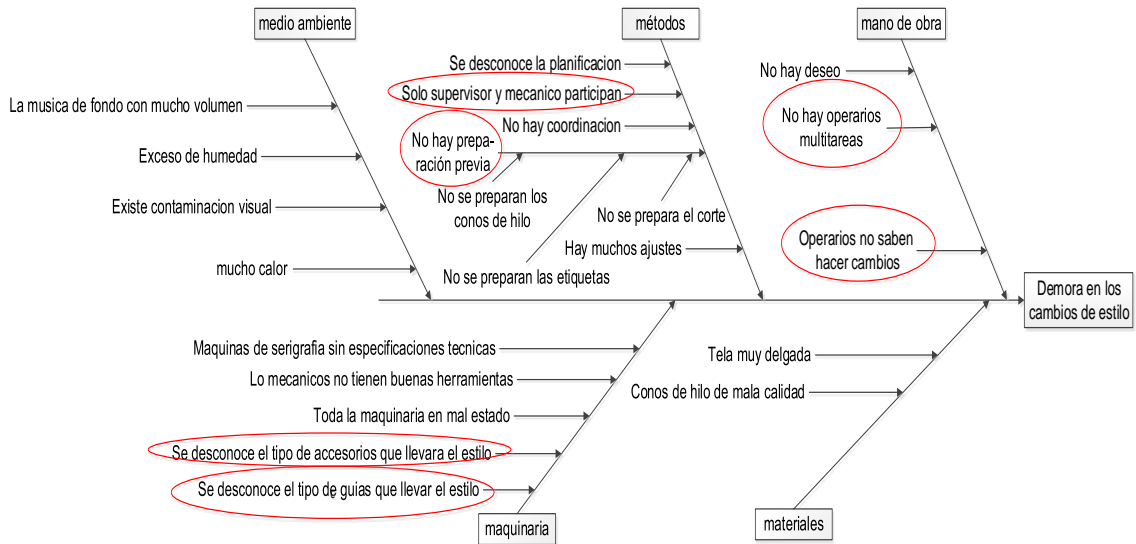 medio ambiente
métodos
mano de obra
Se desconoce la planificacion
No hay deseo
Solo supervisor y mecanico participan
La musica de fondo con mucho volumen
No hay operarios
multitareas
No hay coordinacion
No hay prepa-
ración previa
Exceso de humedad
No se preparan los
conos de hilo
Existe contaminacion visual
No se prepara el corte
Operarios no saben
hacer cambios
Hay muchos ajustes
mucho calor
No se preparan las etiquetas
Demora en los
cambios de estilo
Maquinas de serigrafia sin especificaciones tecnicas
Tela muy delgada
Lo mecanicos no tienen buenas herramientas
Conos de hilo de mala calidad
Toda la maquinaria en mal estado
Se desconoce el tipo de accesorios que llevara el estilo
Se desconoce el tipo de guias que llevar el estilo
maquinaria
materiales